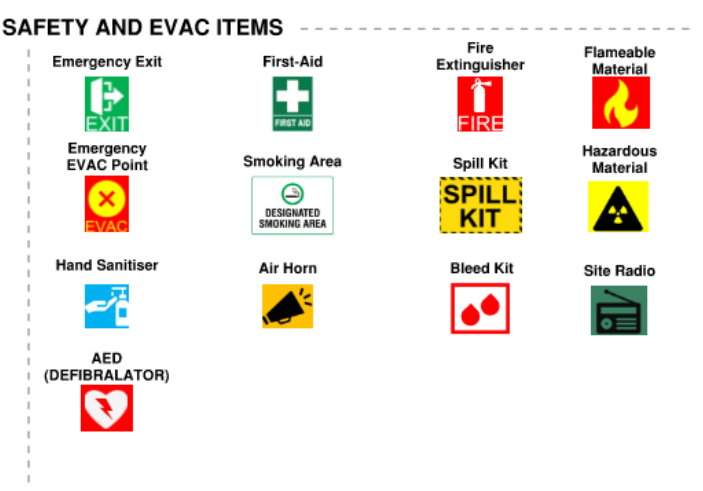 SAFETY AND EVAC ITEMS
Emergency Exit
EXIT
First-Aid
FIRST AID
Fire
Extinguisher
FIRE
Flameable
Material
Emergency
EVAC Point
EVAC
Smoking Area
DESIGNATED
SMOKING AREA
Spill Kit
SPILL
KIT
Hazardous
Material
Hand Sanitiser
Air Horn
Bleed Kit
Site Radio
AED
(DEFIBRALATOR)